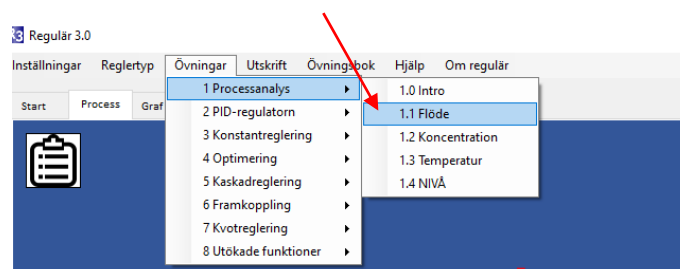 Regulär 3.0
Inställningar Reglertyp Övningar Utskrift Övningsbok Hjälp Om regulär
Start Process Graf
1 Processanalys
2 PID-regulatorn
3 Konstantreglering
4 Optimering
5 Kaskadreglering
6 Framkoppling
7 Kvotreglering
8 Utökade funktioner
1.0 Intro
1.1 Flöde
1.2 Koncentration
1.3 Temperatur
1.4 NIVÅ